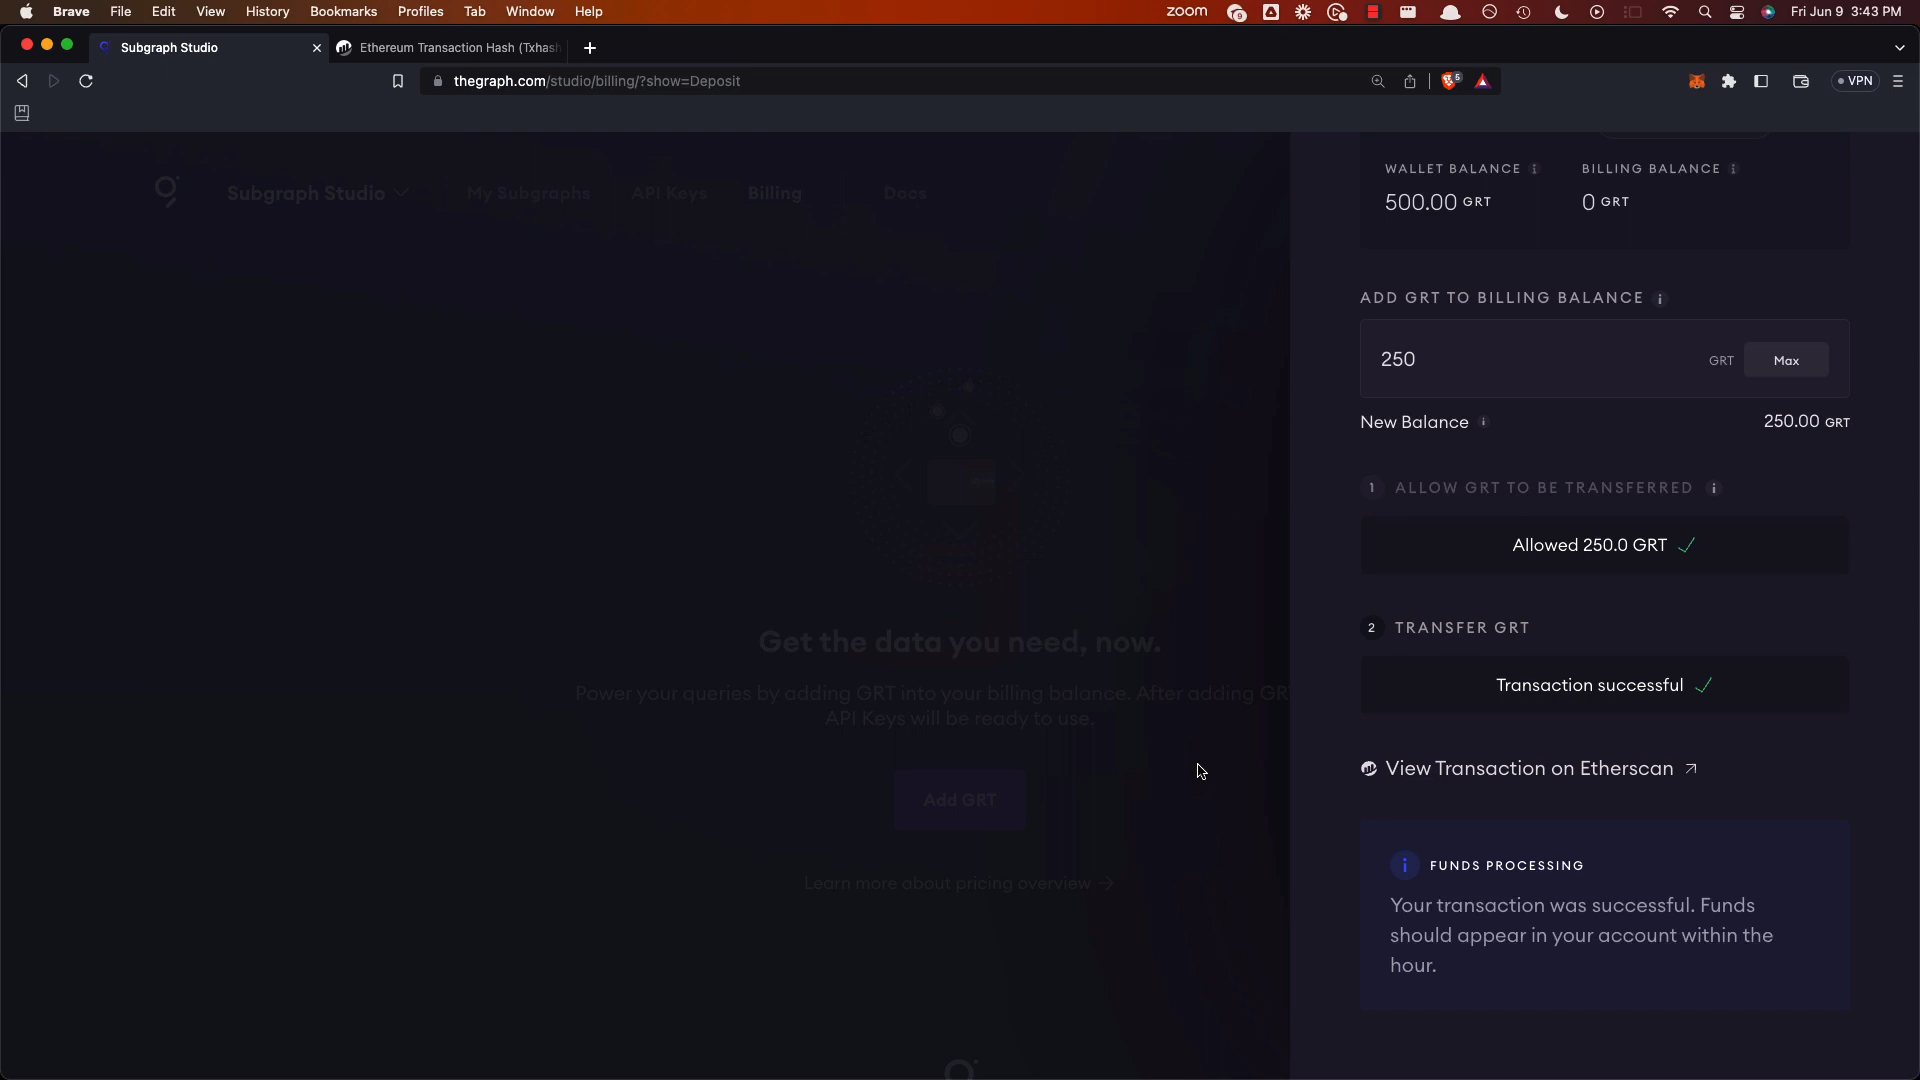 Brave File Edit View History Bookmarks Profiles Tab Window Help zoom 9 Fri Jun 9 3:43 PM
Subgraph Studio Ethereum Transaction Hash (Txhash
thegraph.com/studio/billing/?show=Deposit 5 VPN
Subgraph Studio My Subgraphs API Keys Billing Docs
Get the data you need, now.
Power your queries by adding GRT into your billing balance. After adding GR
API Keys will be ready to use.
Add GRT
Learn more about pricing overview →
WALLET BALANCE i BILLING BALANCE i
500.00 GRT 0 GRT
ADD GRT TO BILLING BALANCE i
250 GRT Max
New Balance i 250.00 GRT
1 ALLOW GRT TO BE TRANSFERRED i
Allowed 250.0 GRT ✓
2 TRANSFER GRT
Transaction successful ✓
View Transaction on Etherscan ↗
i FUNDS PROCESSING
Your transaction was successful. Funds
should appear in your account within the
hour.